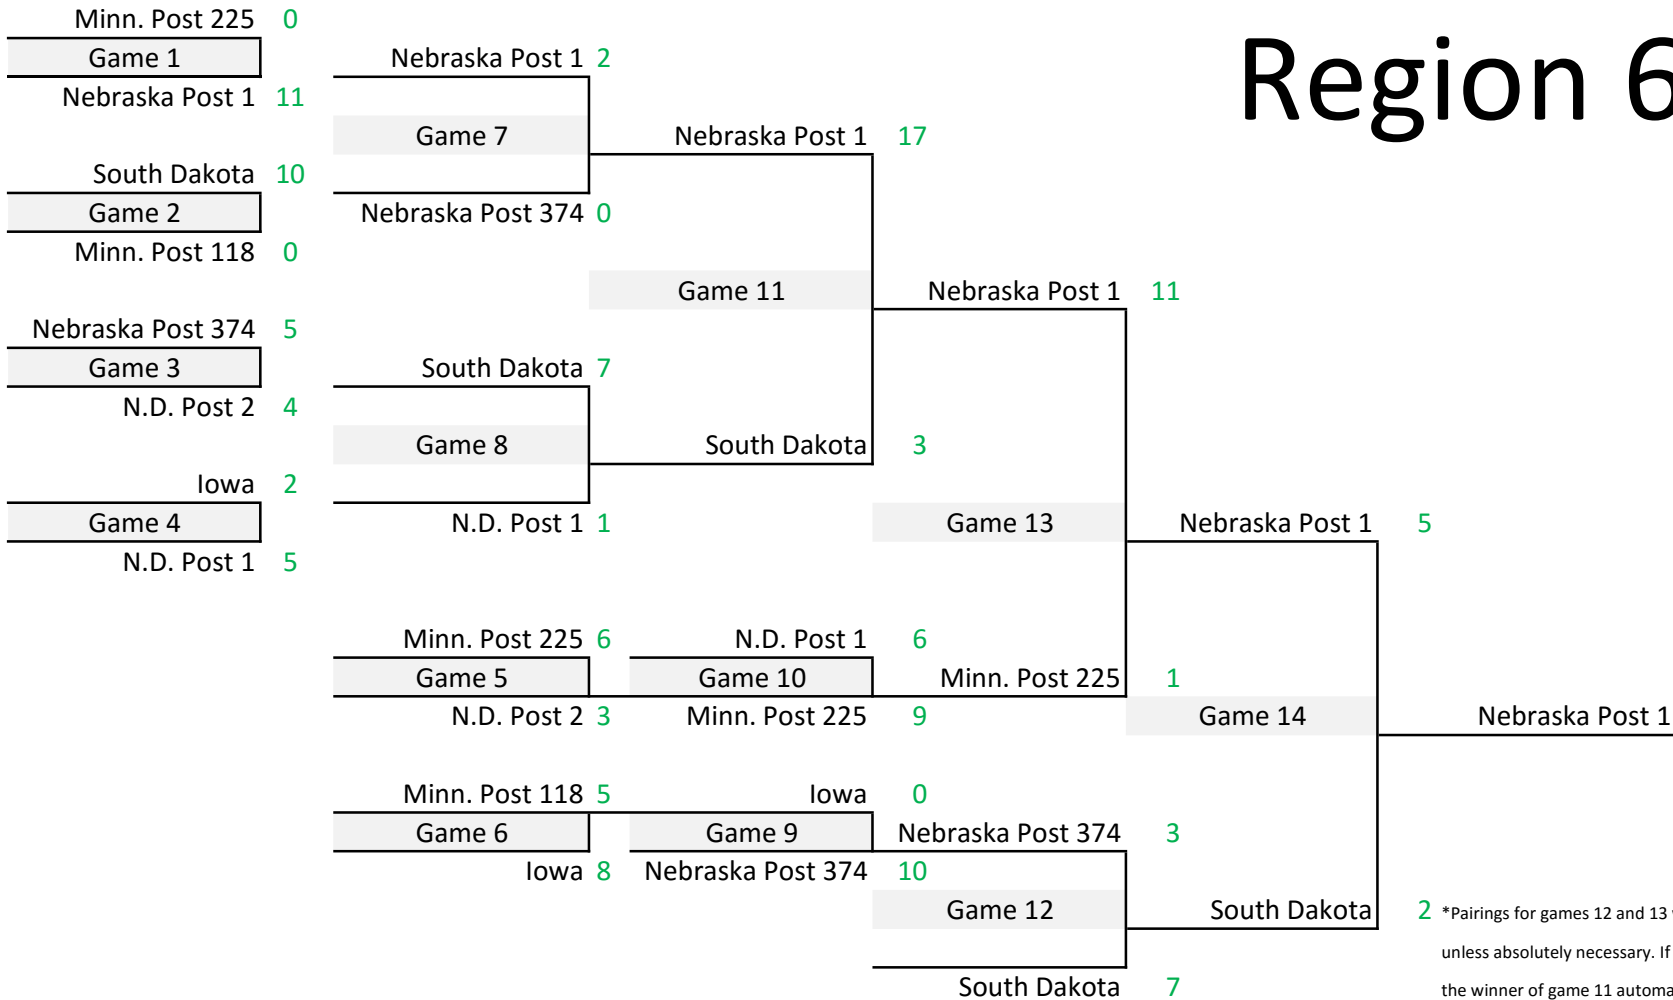 Region 6
Minn. Post 225 0
Game 1
Nebraska Post 1 11
South Dakota 10
Game 2
Minn. Post 118 0
Nebraska Post 374 5
Game 3
N.D. Post 2 4
Iowa 2
Game 4
N.D. Post 1 5
Nebraska Post 1 2
Game 7
Nebraska Post 374 0
South Dakota 7
Game 8
N.D. Post 1 1
Minn. Post 225 6
Game 5
N.D. Post 2 3
Minn. Post 118 5
Game 6
Iowa 8
Nebraska Post 1 17
Game 11
South Dakota 3
N.D. Post 1 6
Game 10
Minn. Post 225 9
Iowa 0
Game 9
Nebraska Post 374 10
Nebraska Post 1 11
Game 13
Minn. Post 225 1
Nebraska Post 374 3
Game 12
South Dakota 7
Nebraska Post 1 5
Game 14
South Dakota 2
Nebraska Post 1
*Pairings for games 12 and 13
unless absolutely necessary. If
the winner of game 11 automa